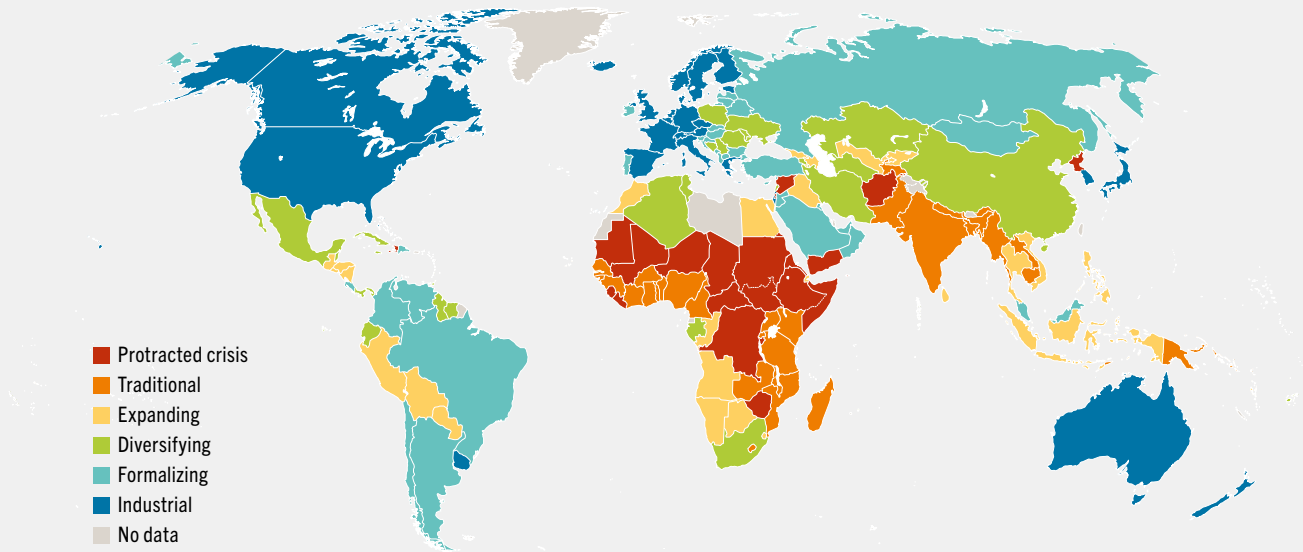 Protracted crisis
Traditional
Expanding
Diversifying
Formalizing
Industrial
No data